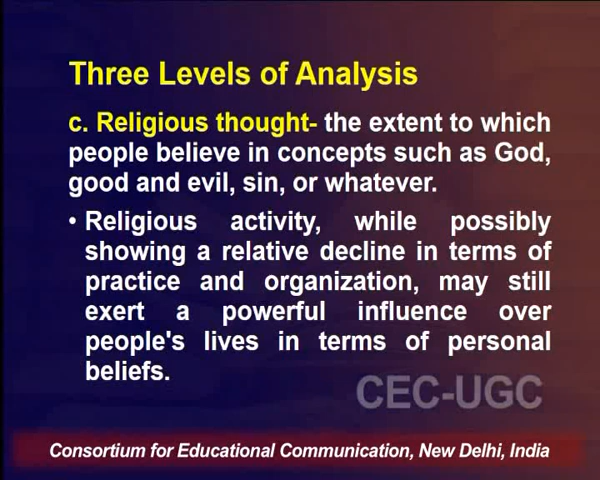 Three Levels of Analysis
c. Religious thought- the extent to which
people believe in concepts such as God,
good and evil, sin, or whatever.
• Religious activity, while possibly
showing a relative decline in terms of
practice and organization, may still
exert a powerful influence over
people's lives in terms of personal
beliefs.
CEC-UGC
Consortium for Educational Communication, New Delhi, India